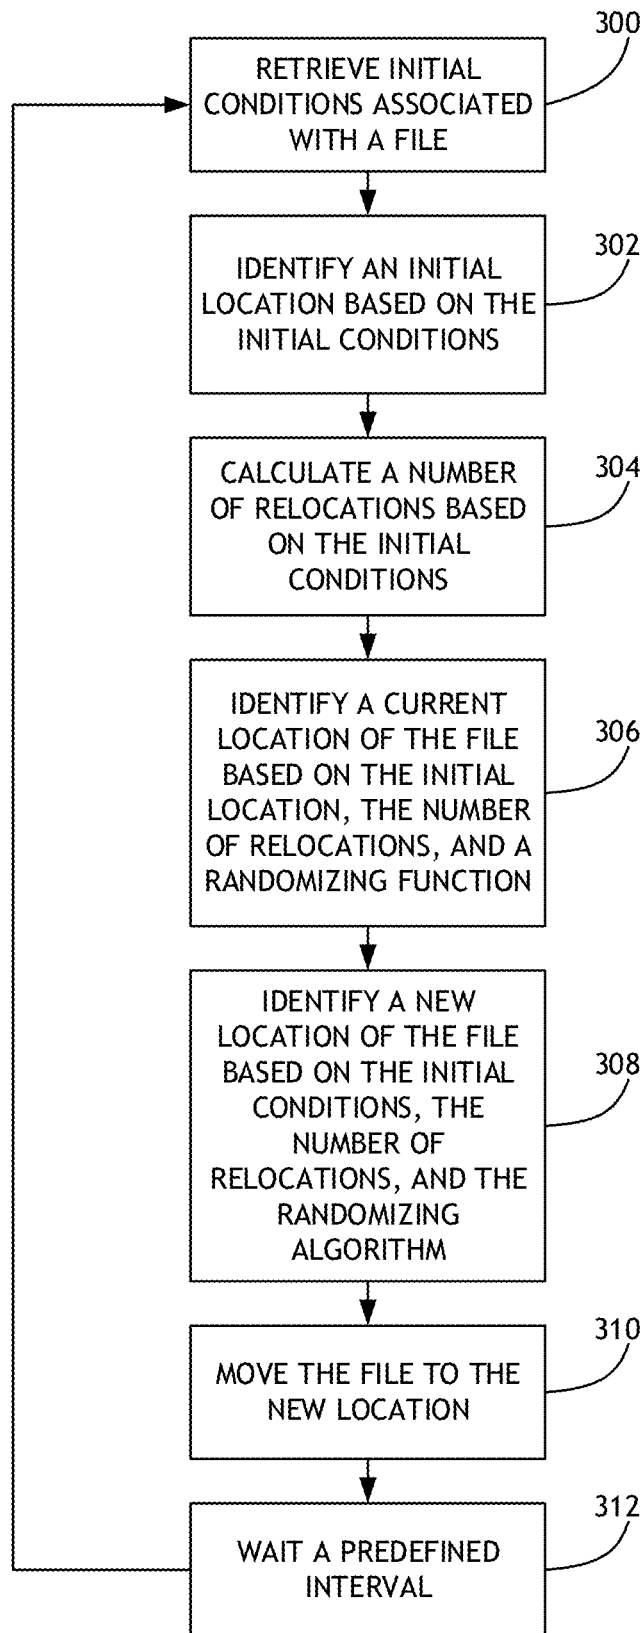 300
RETRIEVE INITIAL
CONDITIONS ASSOCIATED
WITH A FILE
302
IDENTIFY AN INITIAL
LOCATION BASED ON THE
INITIAL CONDITIONS
304
CALCULATE A NUMBER
OF RELOCATIONS BASED
ON THE INITIAL
CONDITIONS
306
IDENTIFY A CURRENT
LOCATION OF THE FILE
BASED ON THE INITIAL
LOCATION, THE NUMBER
OF RELOCATIONS, AND A
RANDOMIZING FUNCTION
308
IDENTIFY A NEW
LOCATION OF THE FILE
BASED ON THE INITIAL
CONDITIONS, THE
NUMBER OF
RELOCATIONS, AND THE
RANDOMIZING
ALGORITHM
310
MOVE THE FILE TO THE
NEW LOCATION
312
WAIT A PREDEFINED
INTERVAL